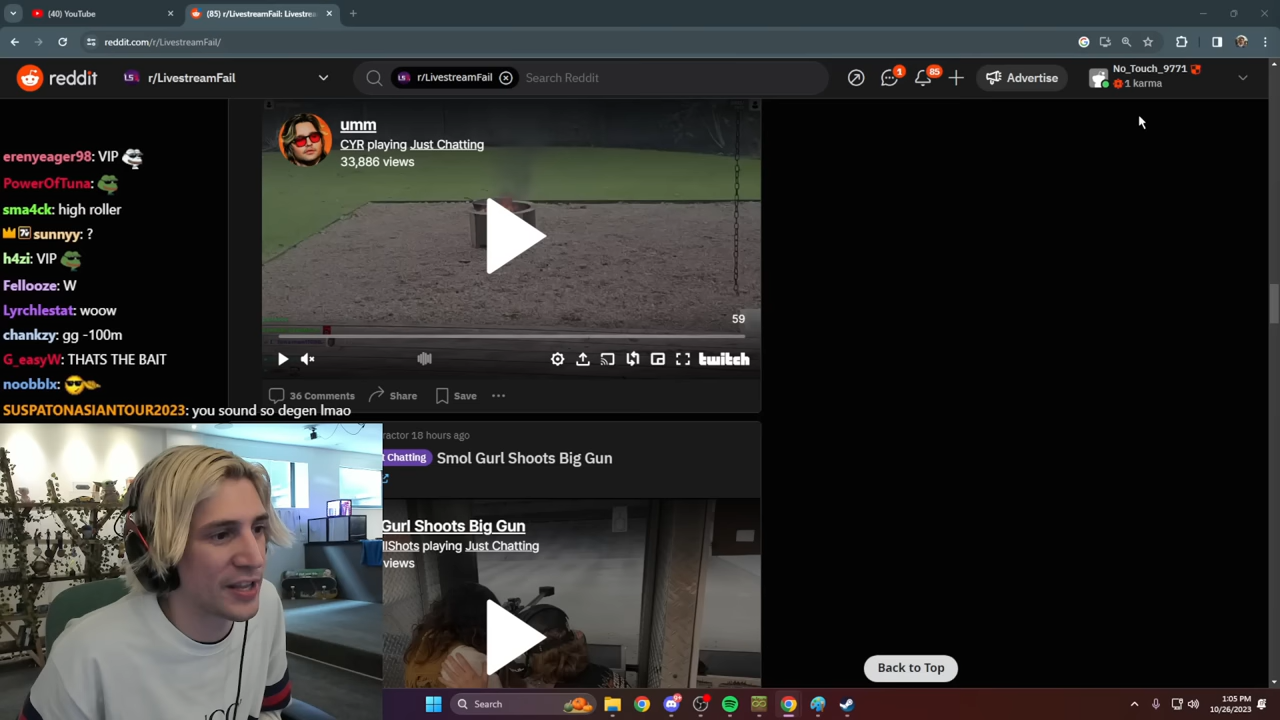 (40) YouTube
(85) r/LivestreamFail: Livestre
reddit.com/r/LivestreamFail/
reddit
r/LivestreamFail
r/LivestreamFail
Search Reddit
1
85
Advertise
No_Touch_9771
1 karma
umm
CYR playing Just Chatting
33,886 views
59
twitch
36 Comments
Share
Save
erenyeager98: VIP
PowerOfTuna:
sma4ck: high roller
sunnyy: ?
h4zi: VIP
Fellooze: W
Lyrchlestat: woow
chankzy: gg -100m
G_easyW: THATS THE BAIT
noobblx:
SUSPATONASIANTOUR2023: you sound so degen lmao
ractor 18 hours ago
t Chatting Smol Gurl Shoots Big Gun
Gurl Shoots Big Gun
llShots playing Just Chatting
views
Back to Top
Search
9+
1:05 PM
10/26/2023